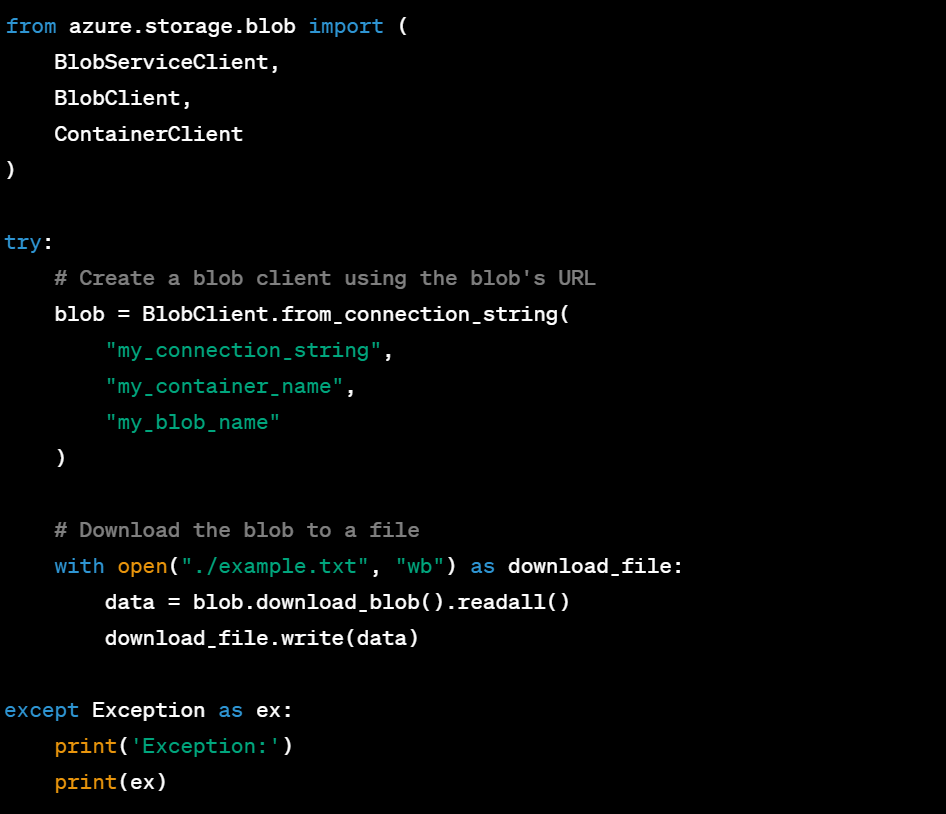 from azure.storage.blob import (
    BlobServiceClient,
    BlobClient,
    ContainerClient
)

try:
    # Create a blob client using the blob's URL
    blob = BlobClient.from_connection_string(
        "my_connection_string",
        "my_container_name",
        "my_blob_name"
    )

    # Download the blob to a file
    with open("./example.txt", "wb") as download_file:
        data = blob.download_blob().readall()
        download_file.write(data)

except Exception as ex:
    print('Exception:')
    print(ex)